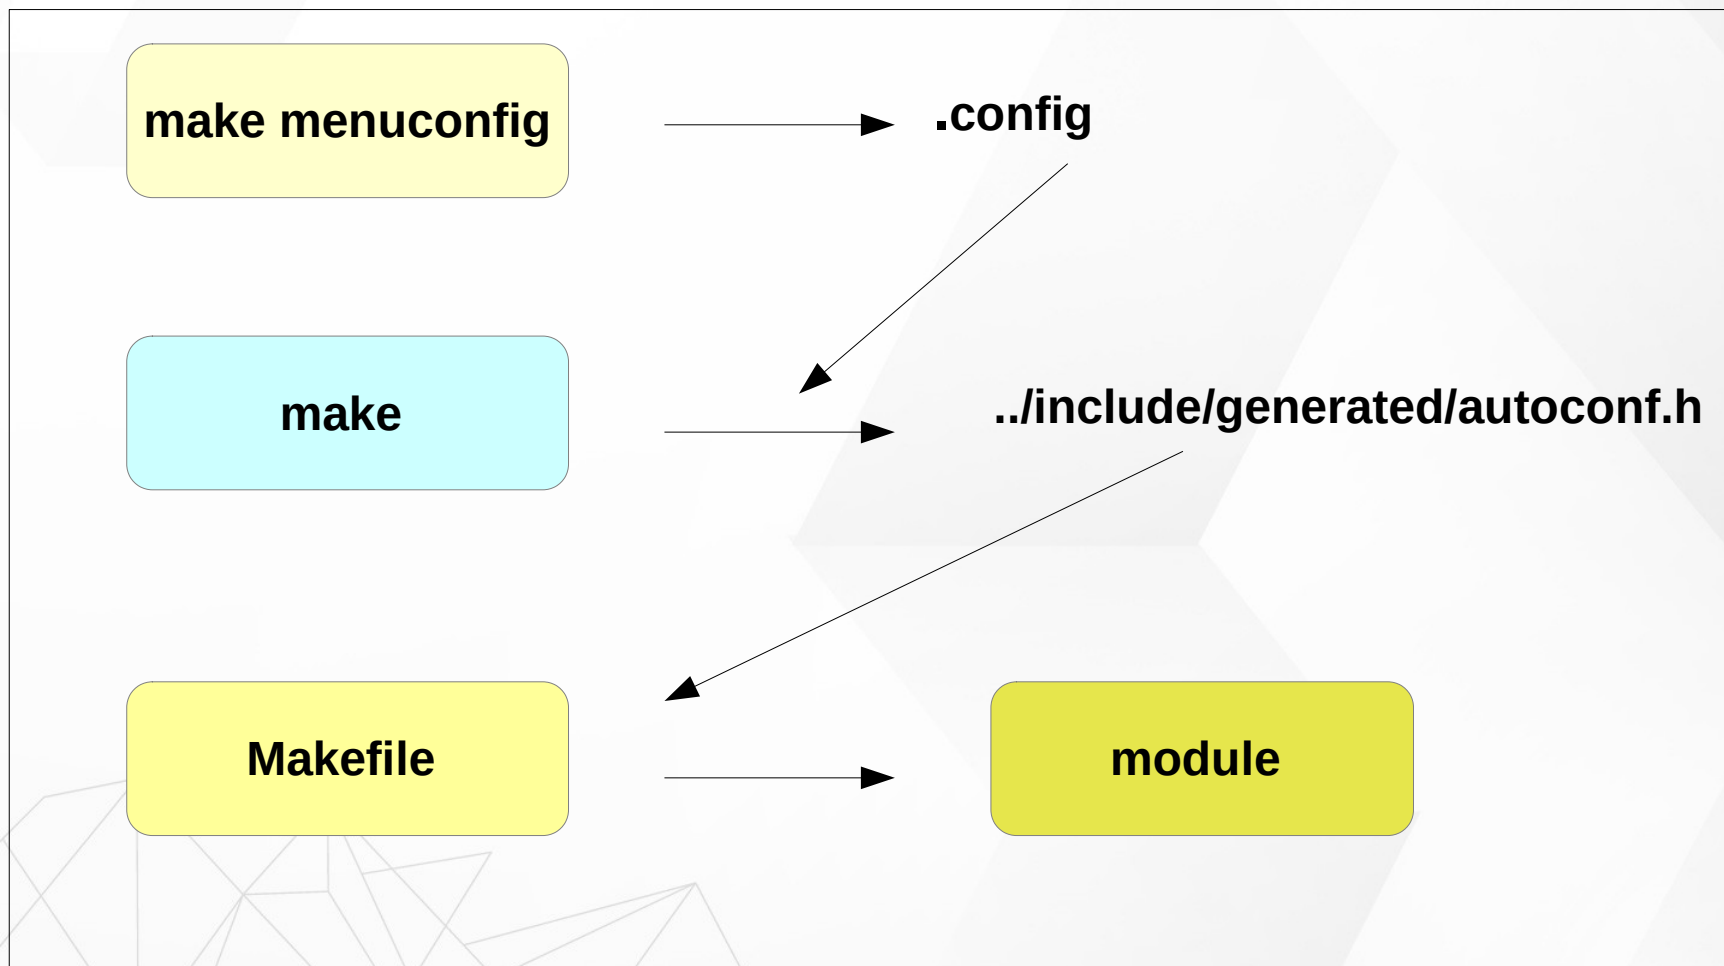 make menuconfig
.config
make
../include/generated/autoconf.h
Makefile
module